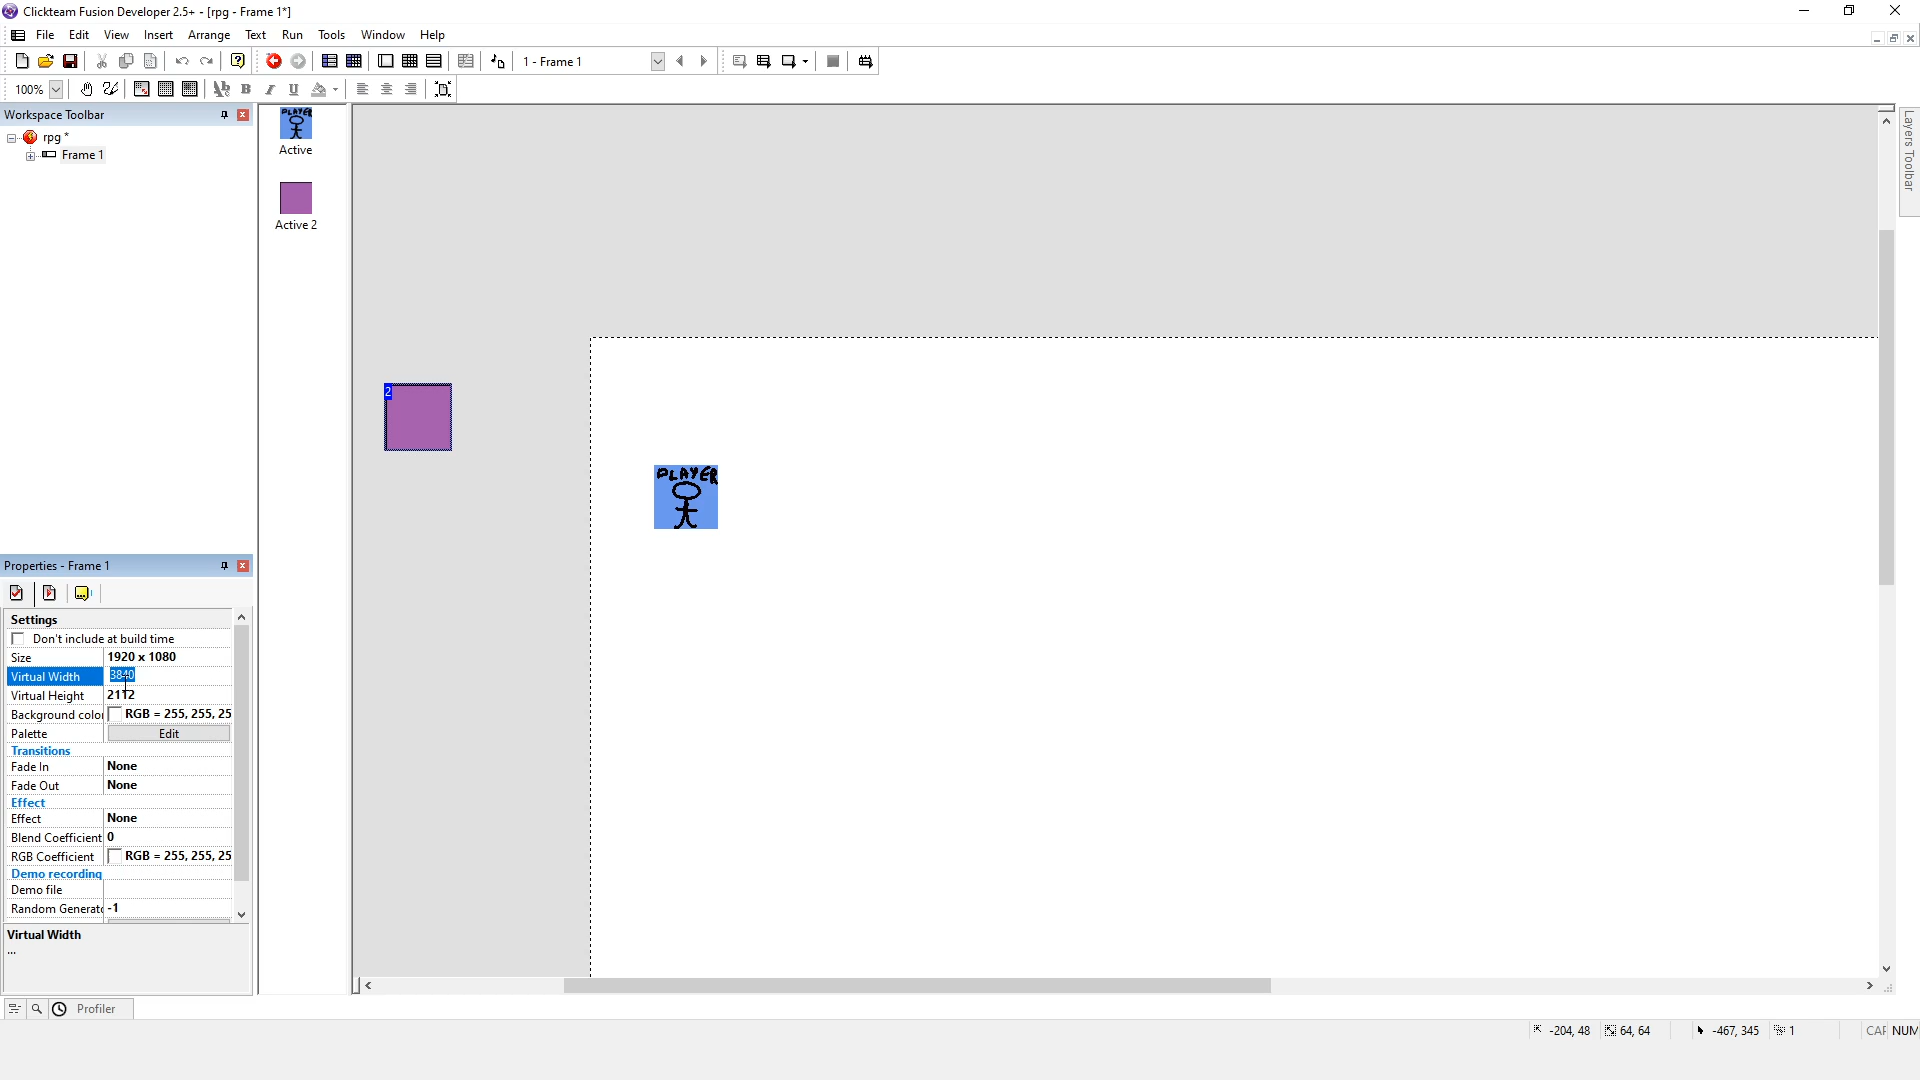 Clickteam Fusion Developer 2.5+ - [rpg - Frame 1*]
File Edit View Insert Arrange Text Run Tools Window Help
1 - Frame 1
100%
Workspace Toolbar
rpg *
Frame 1
Active
Active 2
Layers Toolbar
2
PLAYER
PLAYER
Properties - Frame 1
Settings
Don't include at build time
Size 1920 x 1080
Virtual Width 3840
Virtual Height 2112
Background color RGB = 255, 255, 25
Palette Edit
Transitions
Fade In None
Fade Out None
Effect
Effect None
Blend Coefficient 0
RGB Coefficient RGB = 255, 255, 25
Demo recording
Demo file
Random Generato -1
Virtual Width
...
Profiler
-204, 48 64, 64 -467, 345 1 CAP NUM